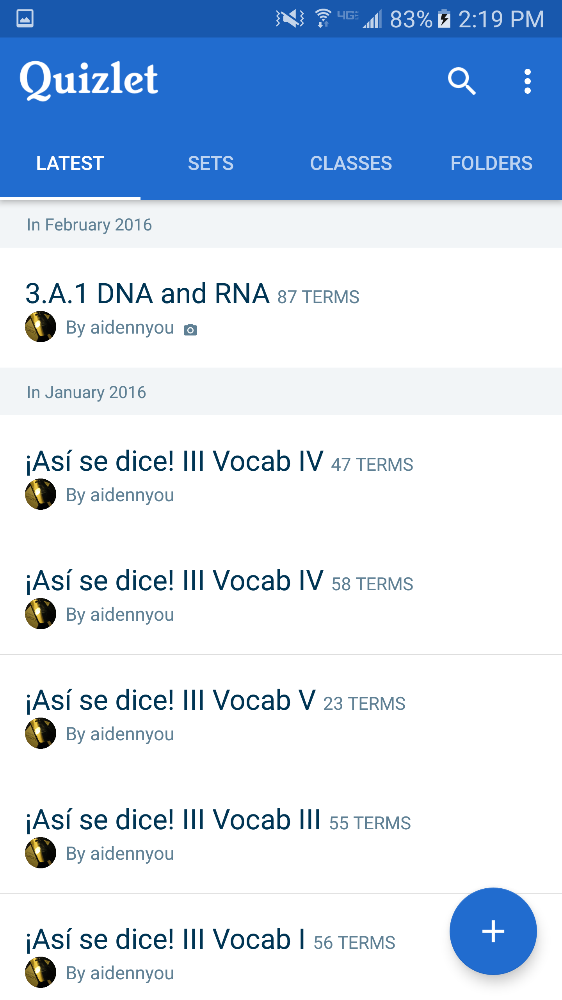 4G LTE 83% 2:19 PM
Quizlet
LATEST SETS CLASSES FOLDERS
In February 2016
3.A.1 DNA and RNA 87 TERMS
By aidennyou
In January 2016
¡Así se dice! III Vocab IV 47 TERMS
By aidennyou
¡Así se dice! III Vocab IV 58 TERMS
By aidennyou
¡Así se dice! III Vocab V 23 TERMS
By aidennyou
¡Así se dice! III Vocab III 55 TERMS
By aidennyou
¡Así se dice! III Vocab I 56 TERMS
By aidennyou